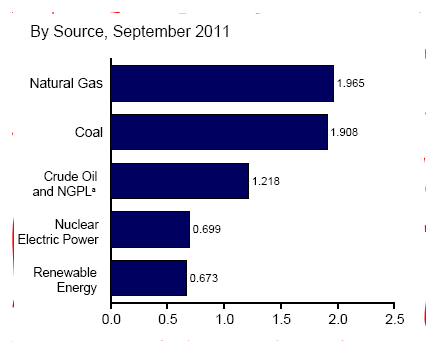 By Source, September 2011
Natural Gas
1.965
Coal
1.908
Crude Oil
and NGPLᵃ
1.218
Nuclear
Electric Power
0.699
Renewable
Energy
0.673
0.0 0.5 1.0 1.5 2.0 2.5